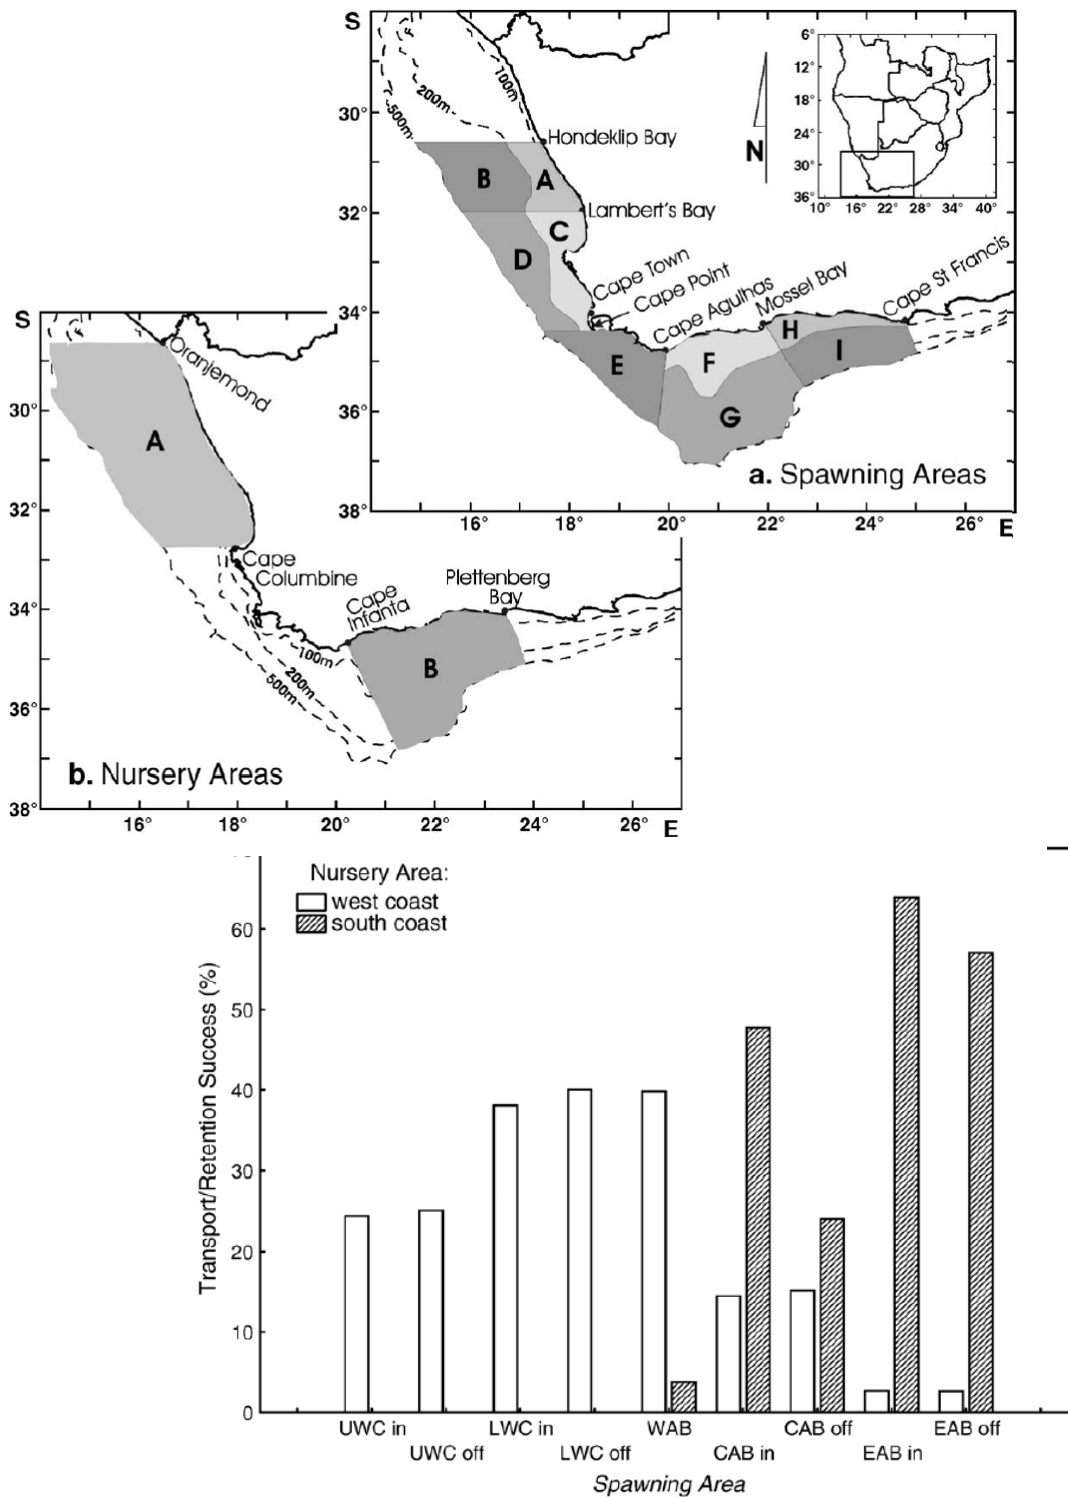 S
30°
32°
34°
36°
38°
16°
18°
20°
22°
24°
26°
E
500m
200m
100m
Hondeklip Bay
Lambert's Bay
Cape Town
Cape Point
Cape Agulhas
Mossel Bay
Cape St Francis
A
B
C
D
E
F
G
H
I
N
6°
12°
18°
24°
30°
36°
10°
16°
22°
28°
34°
40°
a. Spawning Areas
S
30°
32°
34°
36°
38°
16°
18°
20°
22°
24°
26°
E
Oranjemond
A
Cape
Columbine
Cape
Infanta
Plettenberg
Bay
B
100m
200m
500m
b. Nursery Areas
Nursery Area:
west coast
south coast
Transport/Retention Success (%)
60
50
40
30
20
10
0
UWC in
UWC off
LWC in
LWC off
WAB
CAB in
CAB off
EAB in
EAB off
Spawning Area